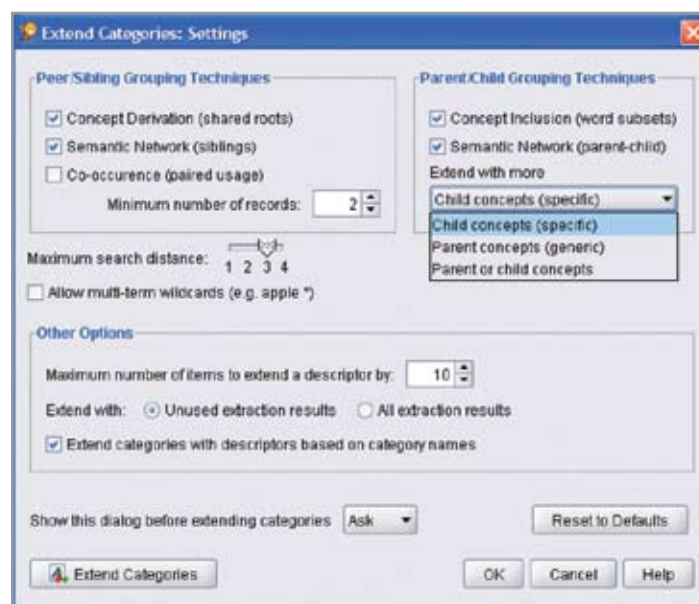 Extend Categories: Settings
Peer/Sibling Grouping Techniques
Concept Derivation (shared roots)
Semantic Network (siblings)
Co-occurence (paired usage)
Minimum number of records: 2
Parent/Child Grouping Techniques
Concept Inclusion (word subsets)
Semantic Network (parent-child)
Extend with more
Child concepts (specific)
Child concepts (specific)
Parent concepts (generic)
Parent or child concepts
Maximum search distance: 1 2 3 4
Allow multi-term wildcards (e.g. apple *)
Other Options
Maximum number of items to extend a descriptor by: 10
Extend with: Unused extraction results All extraction results
Extend categories with descriptors based on category names
Show this dialog before extending categories Ask Reset to Defaults
Extend Categories OK Cancel Help